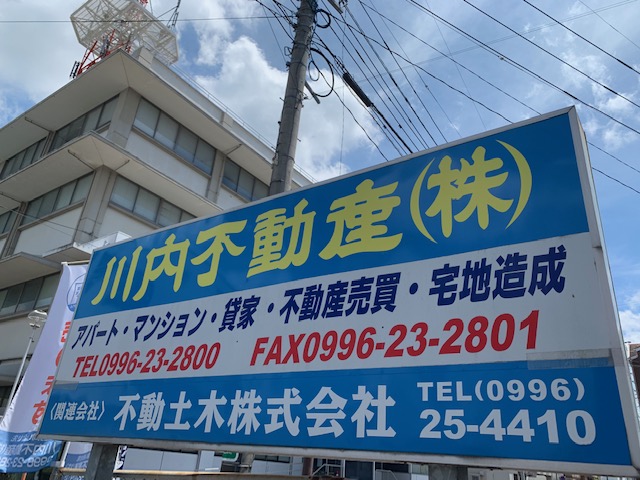 川内不動産(株)
アパート・マンション・貸家・不動産売買・宅地造成
TEL0996-23-2800 FAX0996-23-2801
〈関連会社〉不動土木株式会社 TEL(0996) 25-4410